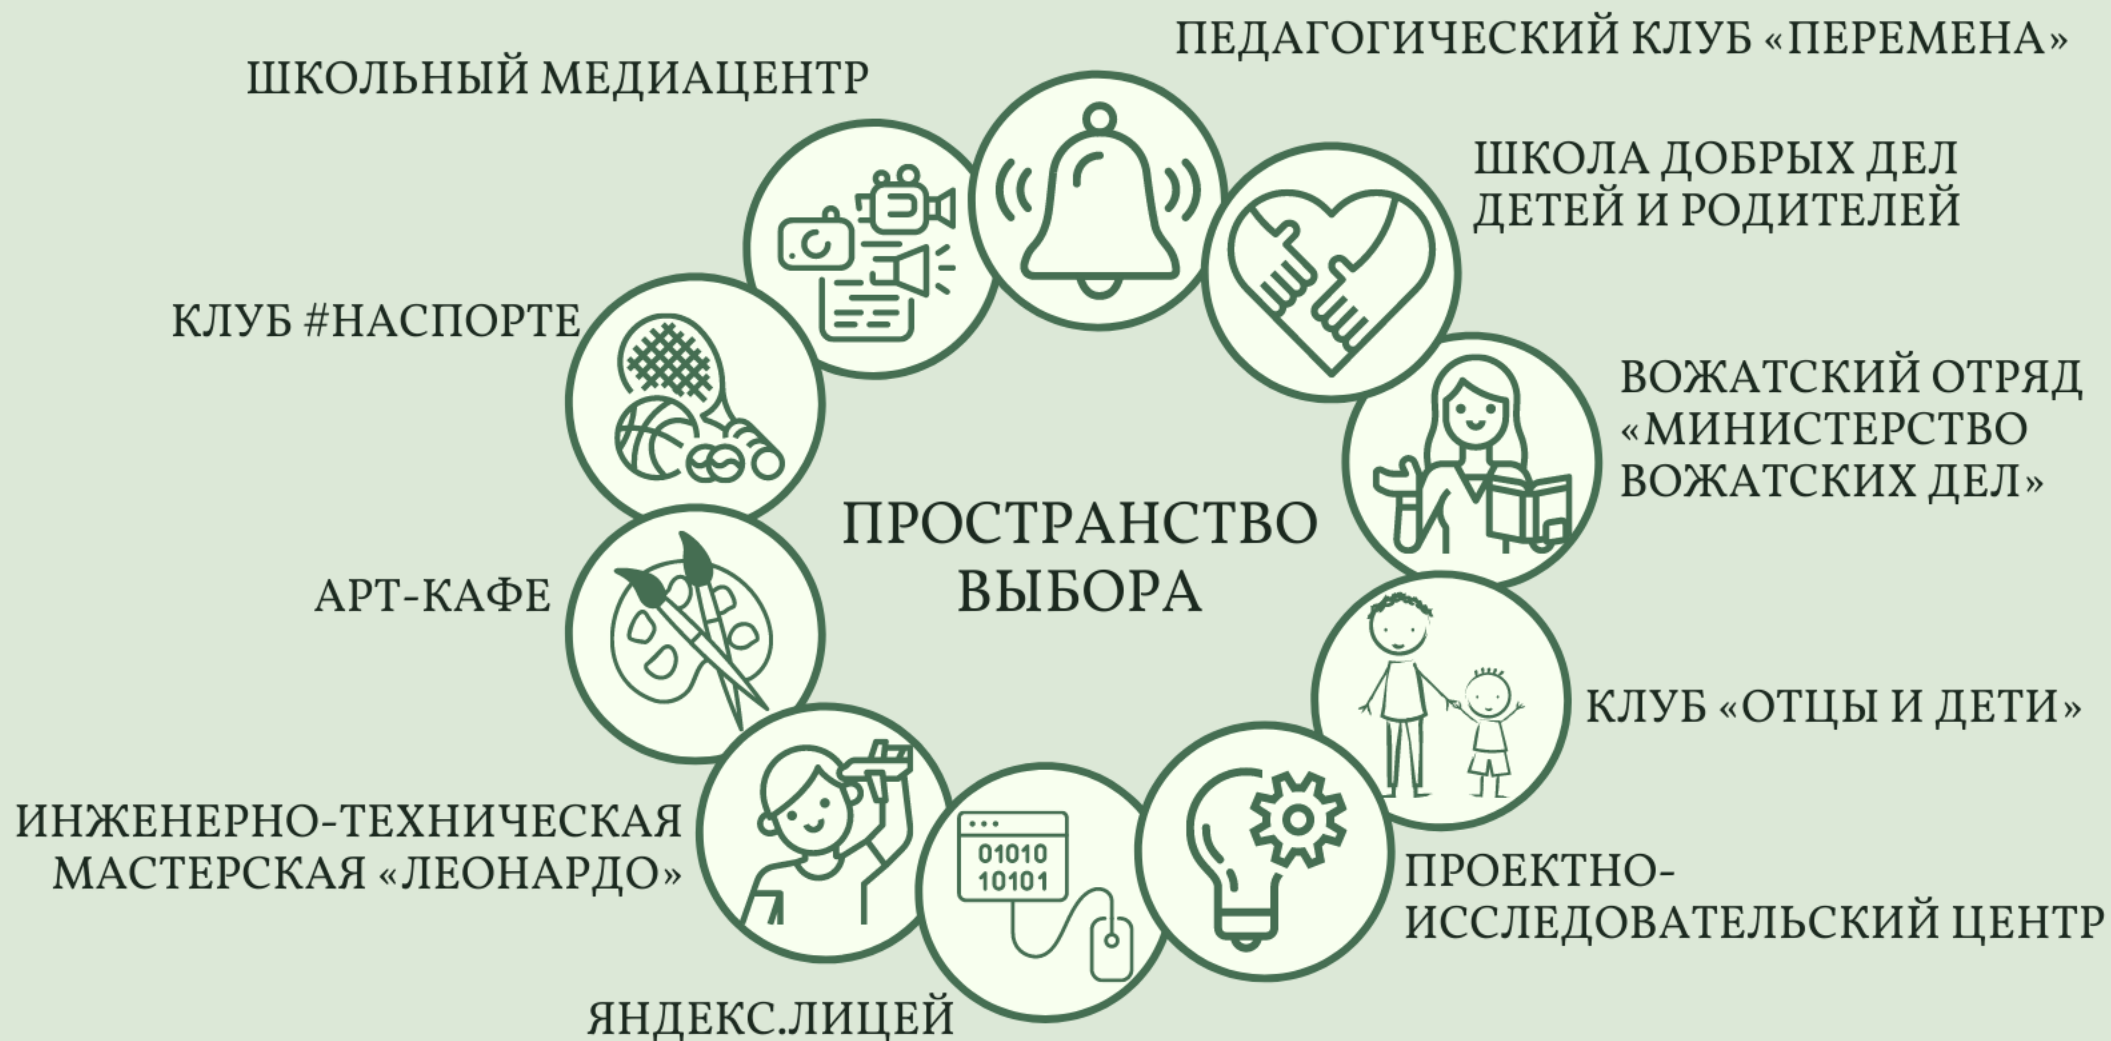 ПЕДАГОГИЧЕСКИЙ КЛУБ «ПЕРЕМЕНА»
ШКОЛЬНЫЙ МЕДИАЦЕНТР
ШКОЛА ДОБРЫХ ДЕЛ
ДЕТЕЙ И РОДИТЕЛЕЙ
КЛУБ #НАСПОРТЕ
ВОЖАТСКИЙ ОТРЯД
«МИНИСТЕРСТВО
ВОЖАТСКИХ ДЕЛ»
ПРОСТРАНСТВО
ВЫБОРА
АРТ-КАФЕ
КЛУБ «ОТЦЫ И ДЕТИ»
ИНЖЕНЕРНО-ТЕХНИЧЕСКАЯ
МАСТЕРСКАЯ «ЛЕОНАРДО»
01010
10101
ПРОЕКТНО-
ИССЛЕДОВАТЕЛЬСКИЙ ЦЕНТР
ЯНДЕКС.ЛИЦЕЙ